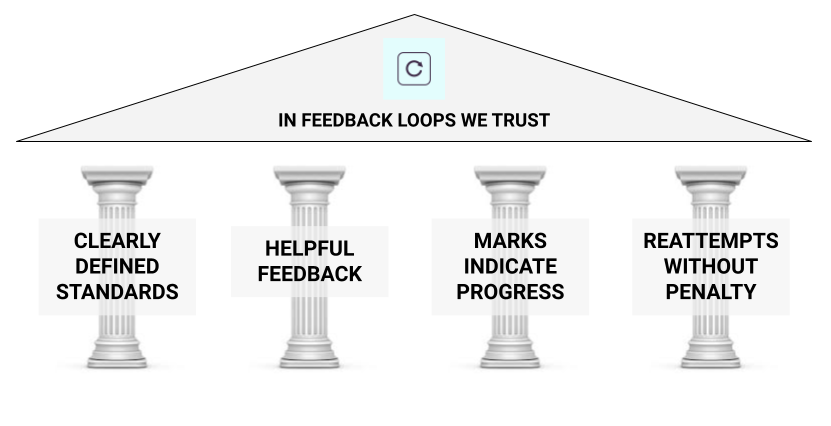 IN FEEDBACK LOOPS WE TRUST
CLEARLY
DEFINED
STANDARDS
HELPFUL
FEEDBACK
MARKS
INDICATE
PROGRESS
REATTEMPTS
WITHOUT
PENALTY